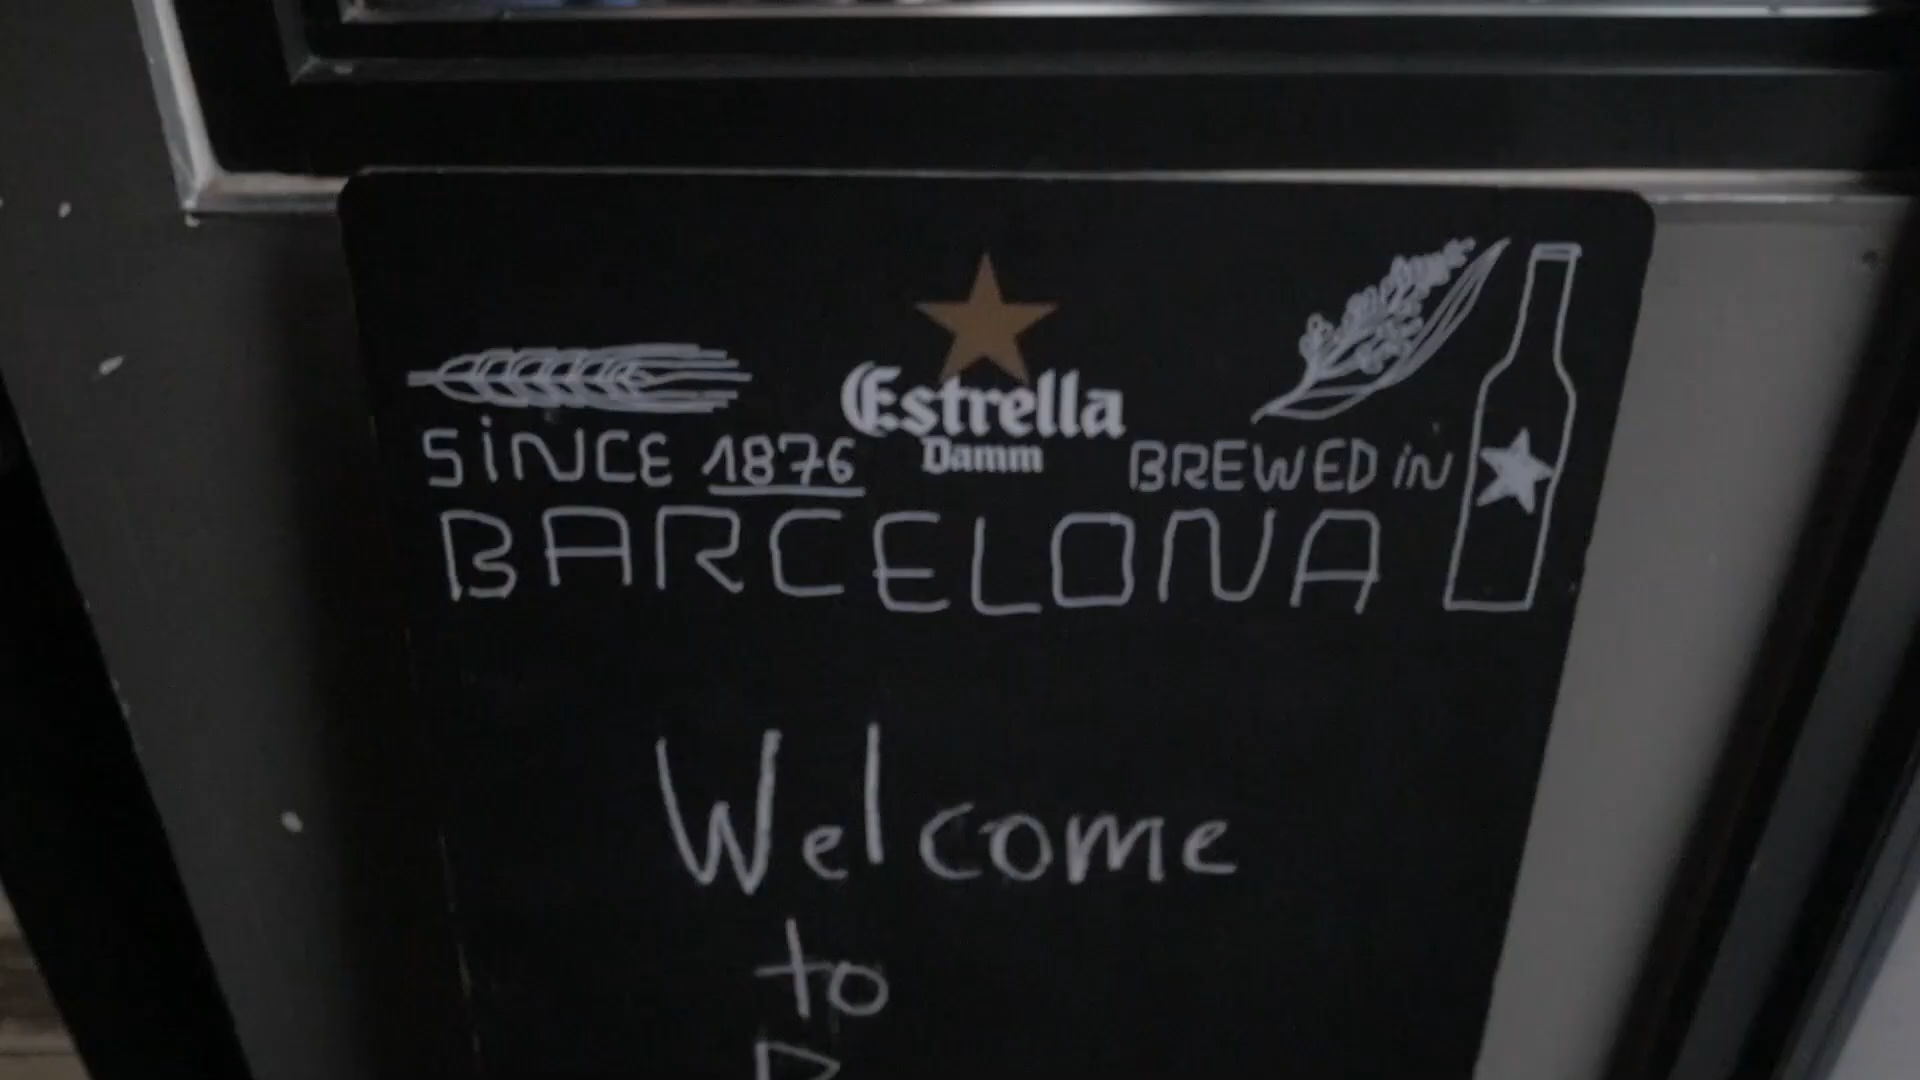 Estrella
Damm
SINCE 1876
BREWED IN
BARCELONA
Welcome
to